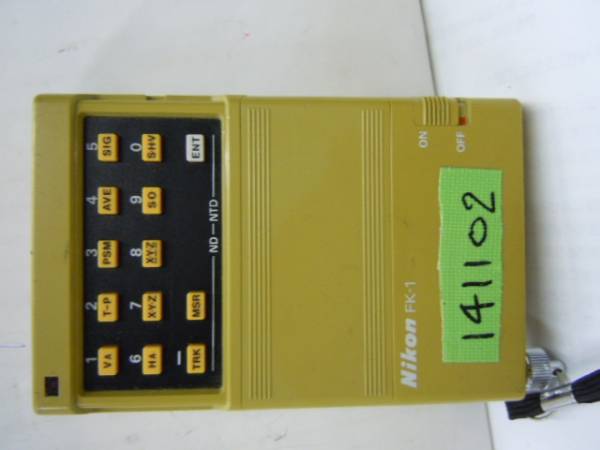 1 2 3 4 5
VA T-P PSM AVE SIG
6 7 8 9 0
HA XYZ XYZ SO SHV
—
TRK MSR ENT
ND — NTD
Nikon FK-1
141102
ON
OFF